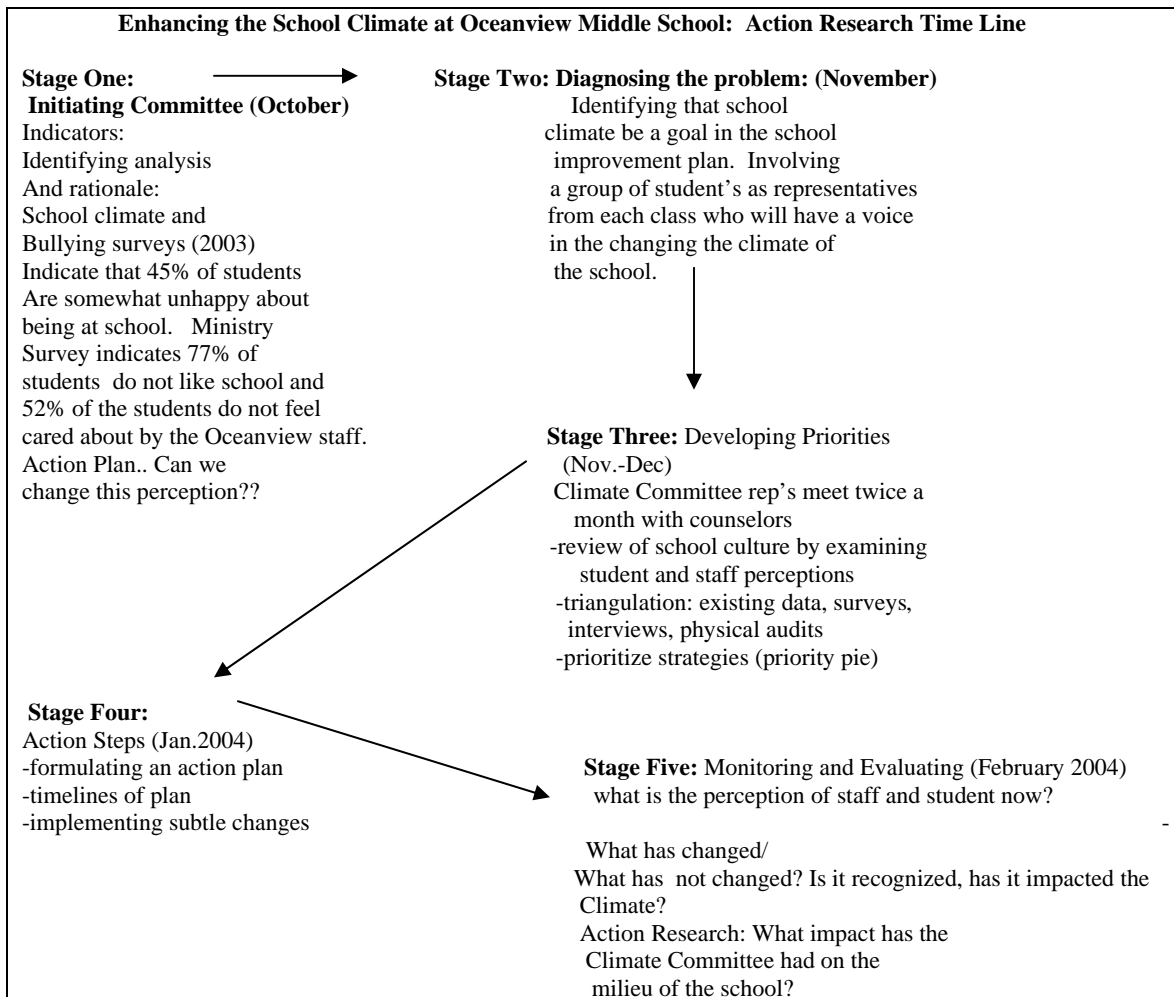 Enhancing the School Climate at Oceanview Middle School:  Action Research Time Line
Stage One:
Initiating Committee (October)
Indicators:
Identifying analysis
And rationale:
School climate and
Bullying surveys (2003)
Indicate that 45% of students
Are somewhat unhappy about
being at school.   Ministry
Survey indicates 77% of
students  do not like school and
52% of the students do not feel
cared about by the Oceanview staff.
Action Plan.. Can we
change this perception??
Stage Two: Diagnosing the problem: (November)
Identifying that school
climate be a goal in the school
improvement plan.  Involving
a group of student's as representatives
from each class who will have a voice
in the changing the climate of
the school.
Stage Three: Developing Priorities
(Nov.-Dec)
Climate Committee rep's meet twice a
month with counselors
-review of school culture by examining
student and staff perceptions
-triangulation: existing data, surveys,
interviews, physical audits
-prioritize strategies (priority pie)
Stage Four:
Action Steps (Jan.2004)
-formulating an action plan
-timelines of plan
-implementing subtle changes
Stage Five: Monitoring and Evaluating (February 2004)
what is the perception of staff and student now?
-
What has changed/
What has  not changed? Is it recognized, has it impacted the
Climate?
Action Research: What impact has the
Climate Committee had on the
milieu of the school?